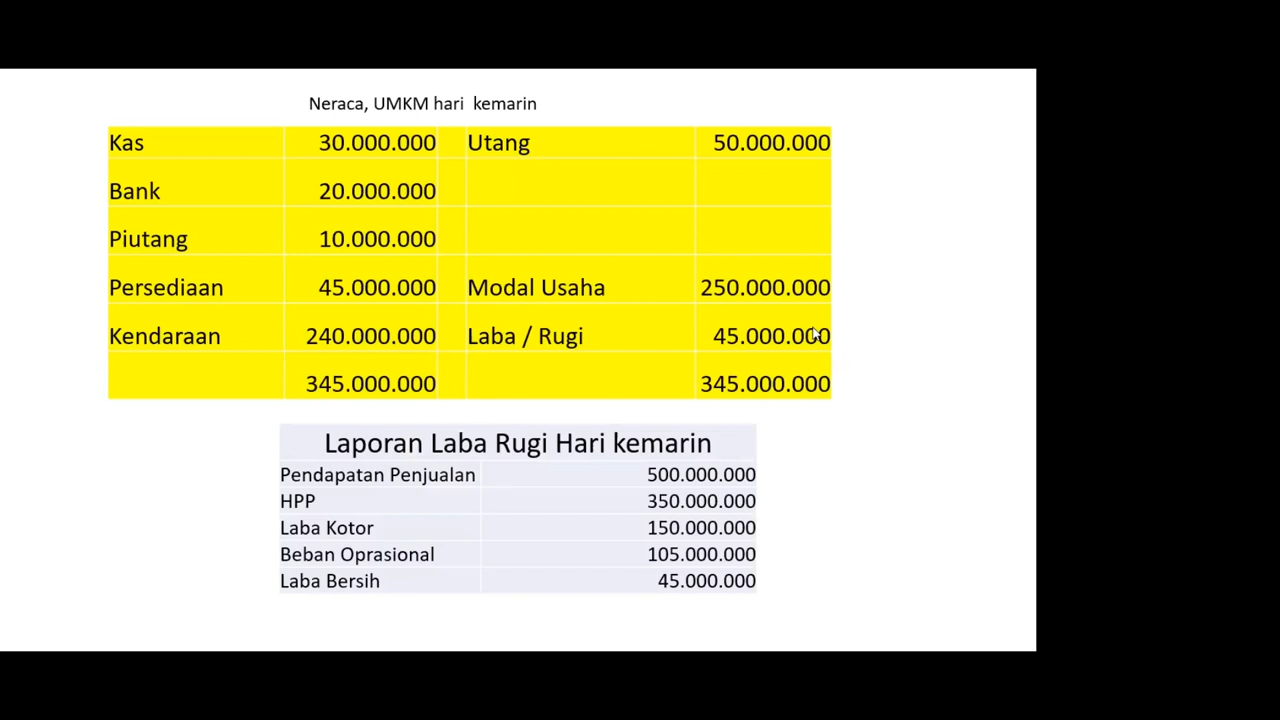 Neraca, UMKM hari kemarin
Kas 30.000.000 Utang 50.000.000
Bank 20.000.000
Piutang 10.000.000
Persediaan 45.000.000 Modal Usaha 250.000.000
Kendaraan 240.000.000 Laba / Rugi 45.000.000
345.000.000 345.000.000
Laporan Laba Rugi Hari kemarin
Pendapatan Penjualan 500.000.000
HPP 350.000.000
Laba Kotor 150.000.000
Beban Oprasional 105.000.000
Laba Bersih 45.000.000